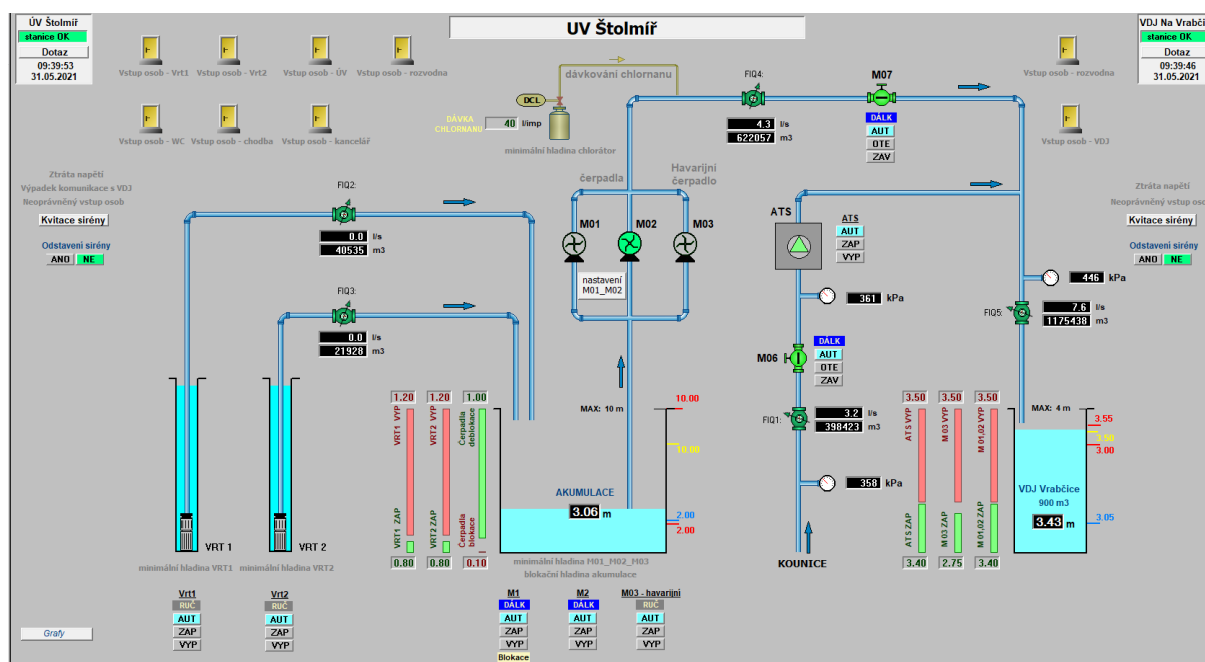 ÚV Štolmíř
stanice OK
Dotaz
09:39:53
31.05.2021
UV Štolmíř
VDJ Na Vrabči
stanice OK
Dotaz
09:39:46
31.05.2021
Vstup osob - Vrt1
Vstup osob - Vrt2
Vstup osob - ÚV
Vstup osob - rozvodna
Vstup osob - WC
Vstup osob - chodba
Vstup osob - kancelář
Vstup osob - rozvodna
Vstup osob - VDJ
dávkování chlornanu
DCL
DÁVKA
CHLORNANU
40 l/imp
minimální hladina chlorátor
FIQ4:
4.3 l/s
622057 m3
M07
DÁLK
AUT
OTE
ZAV
Ztráta napětí
Výpadek komunikace s VDJ
Neoprávněný vstup osob
Kvitace sirény
Odstavení sirény
ANO NE
Ztráta napětí
Neoprávněný vstup oso
Kvitace sirény
Odstavení sirény
ANO NE
FIQ2:
0.0 l/s
40535 m3
FIQ3:
0.0 l/s
21928 m3
čerpadla
Havarijní
čerpadlo
M01
M02
M03
nastavení
M01_M02
ATS
ATS
AUT
ZAP
VYP
361 kPa
446 kPa
FIQ5:
7.6 l/s
1175438 m3
M06
DÁLK
AUT
OTE
ZAV
FIQ1:
3.2 l/s
398423 m3
358 kPa
KOUNICE
VRT 1
VRT 2
minimální hladina VRT1
minimální hladina VRT2
1.20
VRT1 VYP
VRT1 ZAP
0.80
1.20
VRT2 VYP
VRT2 ZAP
0.80
1.00
Čerpadla
deblokace
Čerpadla
blokace
0.10
MAX: 10 m
10.00
10.00
2.00
2.00
AKUMULACE
3.06 m
minimální hladina M01_M02_M03
blokační hladina akumulace
3.50
ATS VYP
ATS ZAP
3.40
3.50
M 03 VYP
M 03 ZAP
2.75
3.50
M 01,02 VYP
M 01,02 ZAP
3.40
MAX: 4 m
3.55
3.50
3.00
3.05
VDJ Vrabčice
900 m3
3.43 m
Vrt1
RUČ
AUT
ZAP
VYP
Vrt2
RUČ
AUT
ZAP
VYP
M1
DÁLK
AUT
ZAP
VYP
Blokace
M2
DÁLK
AUT
ZAP
VYP
M03 - havarijní
RUČ
AUT
ZAP
VYP
Grafy